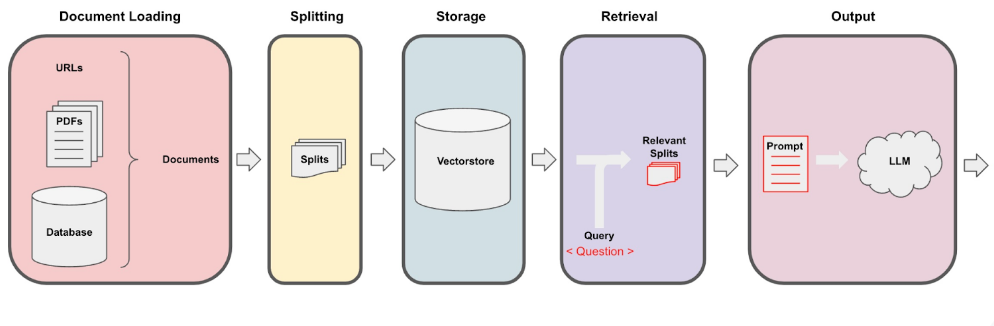 Document Loading
Splitting
Storage
Retrieval
Output
URLs
PDFs
Documents
Database
Splits
Vectorstore
Relevant
Splits
Query
< Question >
Prompt
LLM